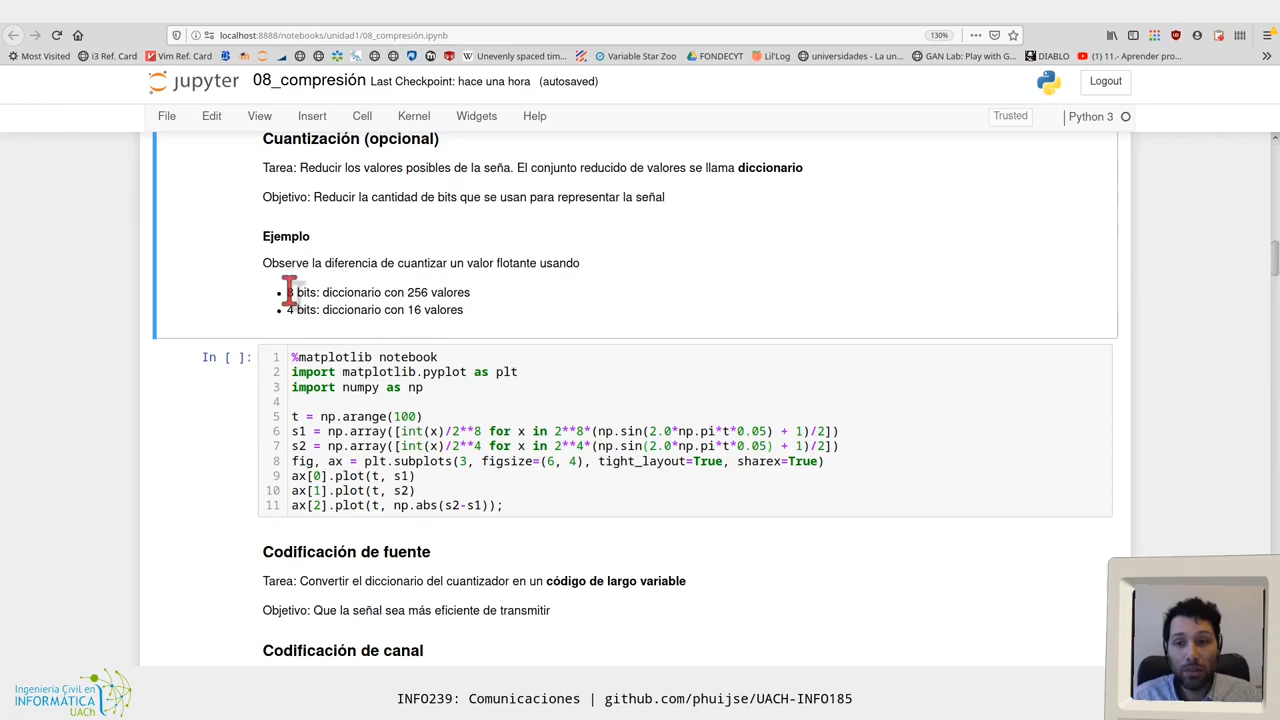 localhost:8888/notebooks/unidad1/08_compresión.ipynb
130%
Most Visited i3 Ref. Card Vim Ref. Card Unevenly spaced tim... Variable Star Zoo FONDECYT Lil'Log universidades - La un... GAN Lab: Play with G... DIABLO (1) 11.- Aprender pro...
jupyter 08_compresión Last Checkpoint: hace una hora (autosaved) Logout
File Edit View Insert Cell Kernel Widgets Help Trusted Python 3
Cuantización (opcional)
Tarea: Reducir los valores posibles de la seña. El conjunto reducido de valores se llama diccionario
Objetivo: Reducir la cantidad de bits que se usan para representar la señal
Ejemplo
Observe la diferencia de cuantizar un valor flotante usando
8 bits: diccionario con 256 valores
4 bits: diccionario con 16 valores
In [ ]: 1 %matplotlib notebook
2 import matplotlib.pyplot as plt
3 import numpy as np
4
5 t = np.arange(100)
6 s1 = np.array([int(x)/2**8 for x in 2**8*(np.sin(2.0*np.pi*t*0.05) + 1)/2])
7 s2 = np.array([int(x)/2**4 for x in 2**4*(np.sin(2.0*np.pi*t*0.05) + 1)/2])
8 fig, ax = plt.subplots(3, figsize=(6, 4), tight_layout=True, sharex=True)
9 ax[0].plot(t, s1)
10 ax[1].plot(t, s2)
11 ax[2].plot(t, np.abs(s2-s1));
Codificación de fuente
Tarea: Convertir el diccionario del cuantizador en un código de largo variable
Objetivo: Que la señal sea más eficiente de transmitir
Codificación de canal
Ingeniería Civil en
INFORMÁTICA
UACh
INFO239: Comunicaciones | github.com/phuijse/UACH-INFO185